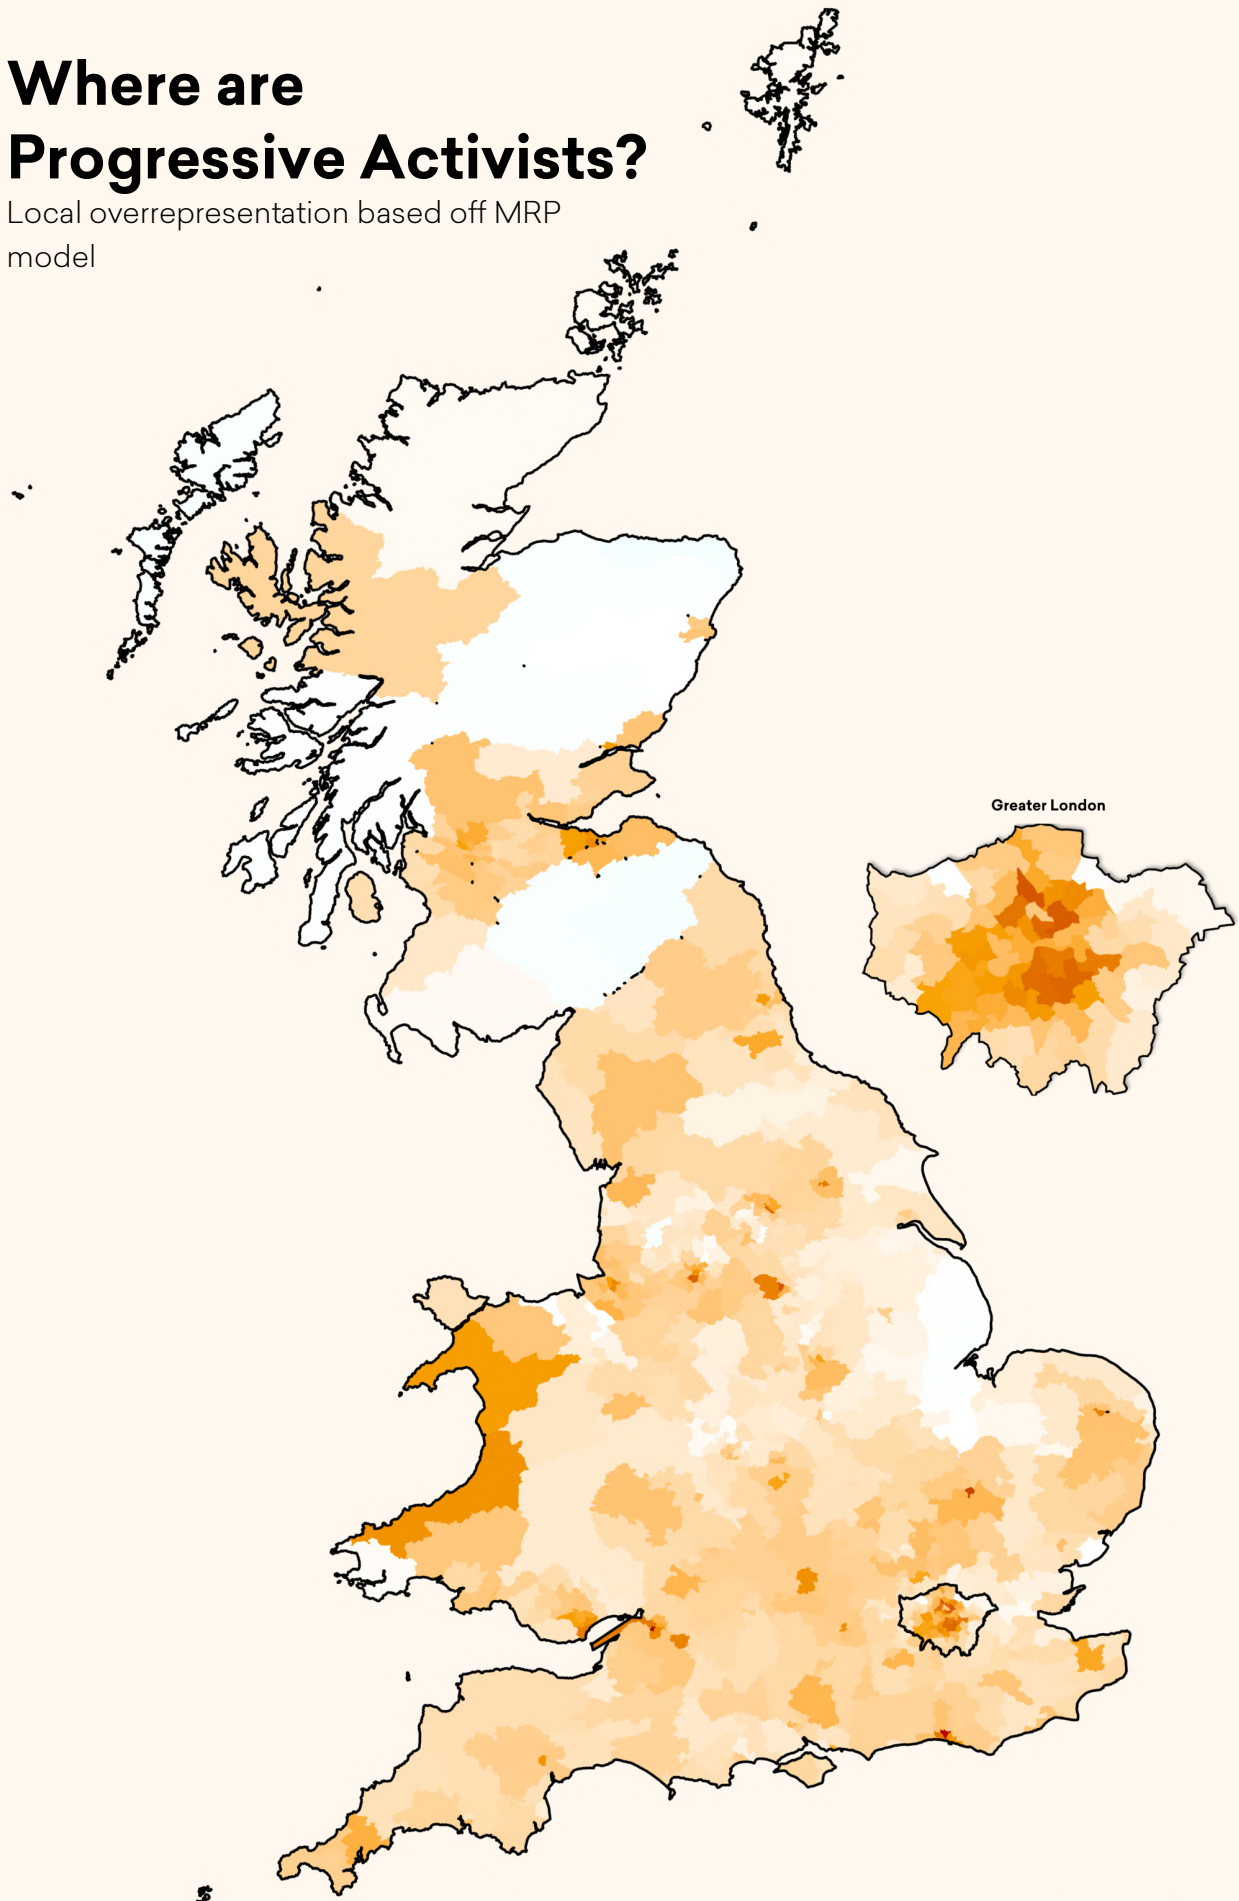 Where are
Progressive Activists?
Local overrepresentation based off MRP
model
Greater London